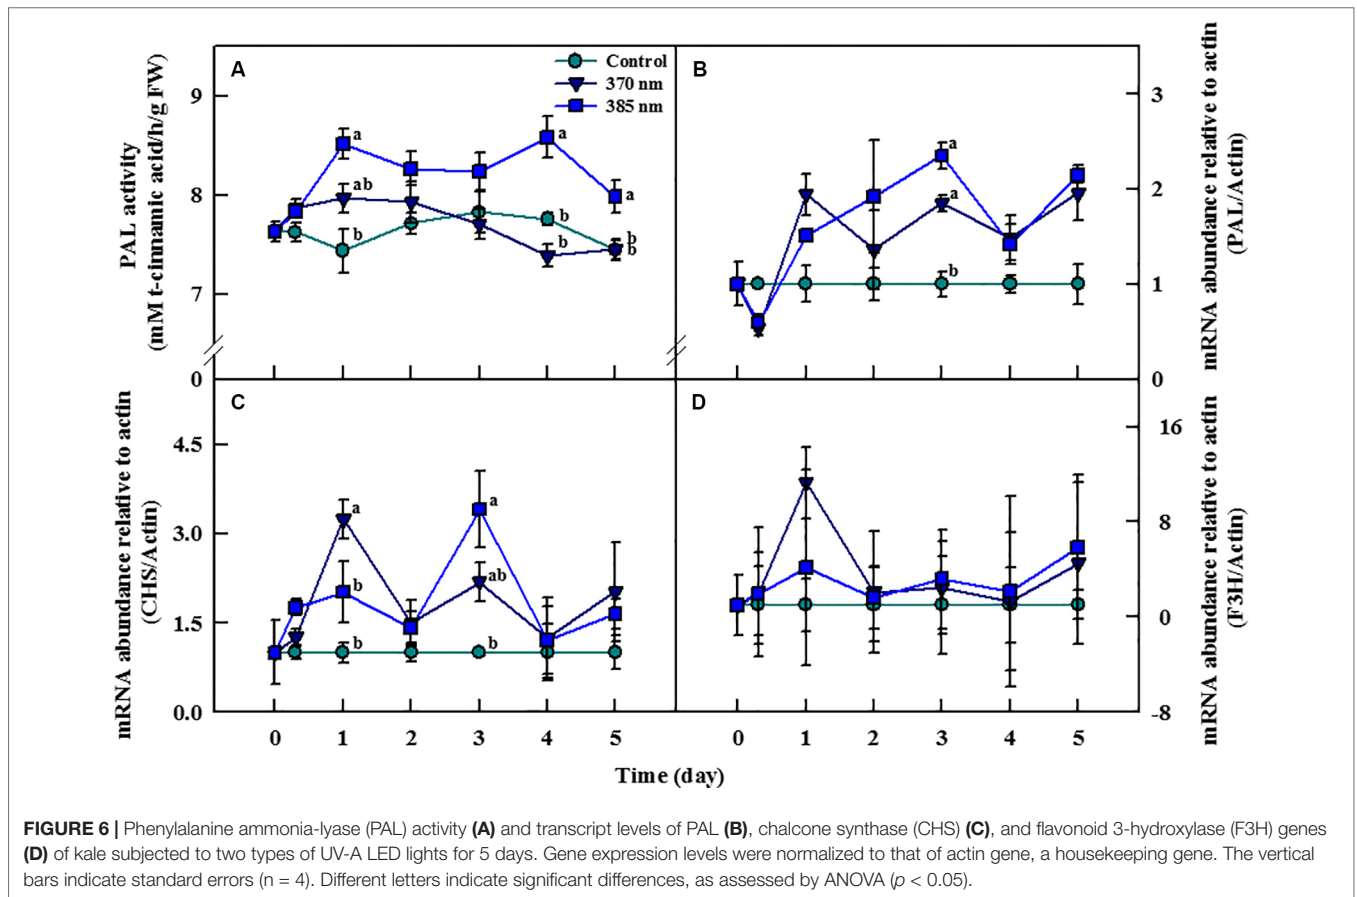 A
Control
370 nm
385 nm
B
PAL activity
(mM t-cinnamic acid/h/g FW)
9
8
7
0
a
a
ab
a
b
b
b
b
b
3
2
1
0
a
a
b
mRNA abundance relative to actin
(PAL/Actin)
C
D
mRNA abundance relative to actin
(CHS/Actin)
4.5
3.0
1.5
0.0
a
a
b
ab
b
b
16
8
0
-8
mRNA abundance relative to actin
(F3H/Actin)
0 1 2 3 4 5
0 1 2 3 4 5
Time (day)
FIGURE 6 | Phenylalanine ammonia-lyase (PAL) activity (A) and transcript levels of PAL (B), chalcone synthase (CHS) (C), and flavonoid 3-hydroxylase (F3H) genes
(D) of kale subjected to two types of UV-A LED lights for 5 days. Gene expression levels were normalized to that of actin gene, a housekeeping gene. The vertical
bars indicate standard errors (n = 4). Different letters indicate significant differences, as assessed by ANOVA (p < 0.05).